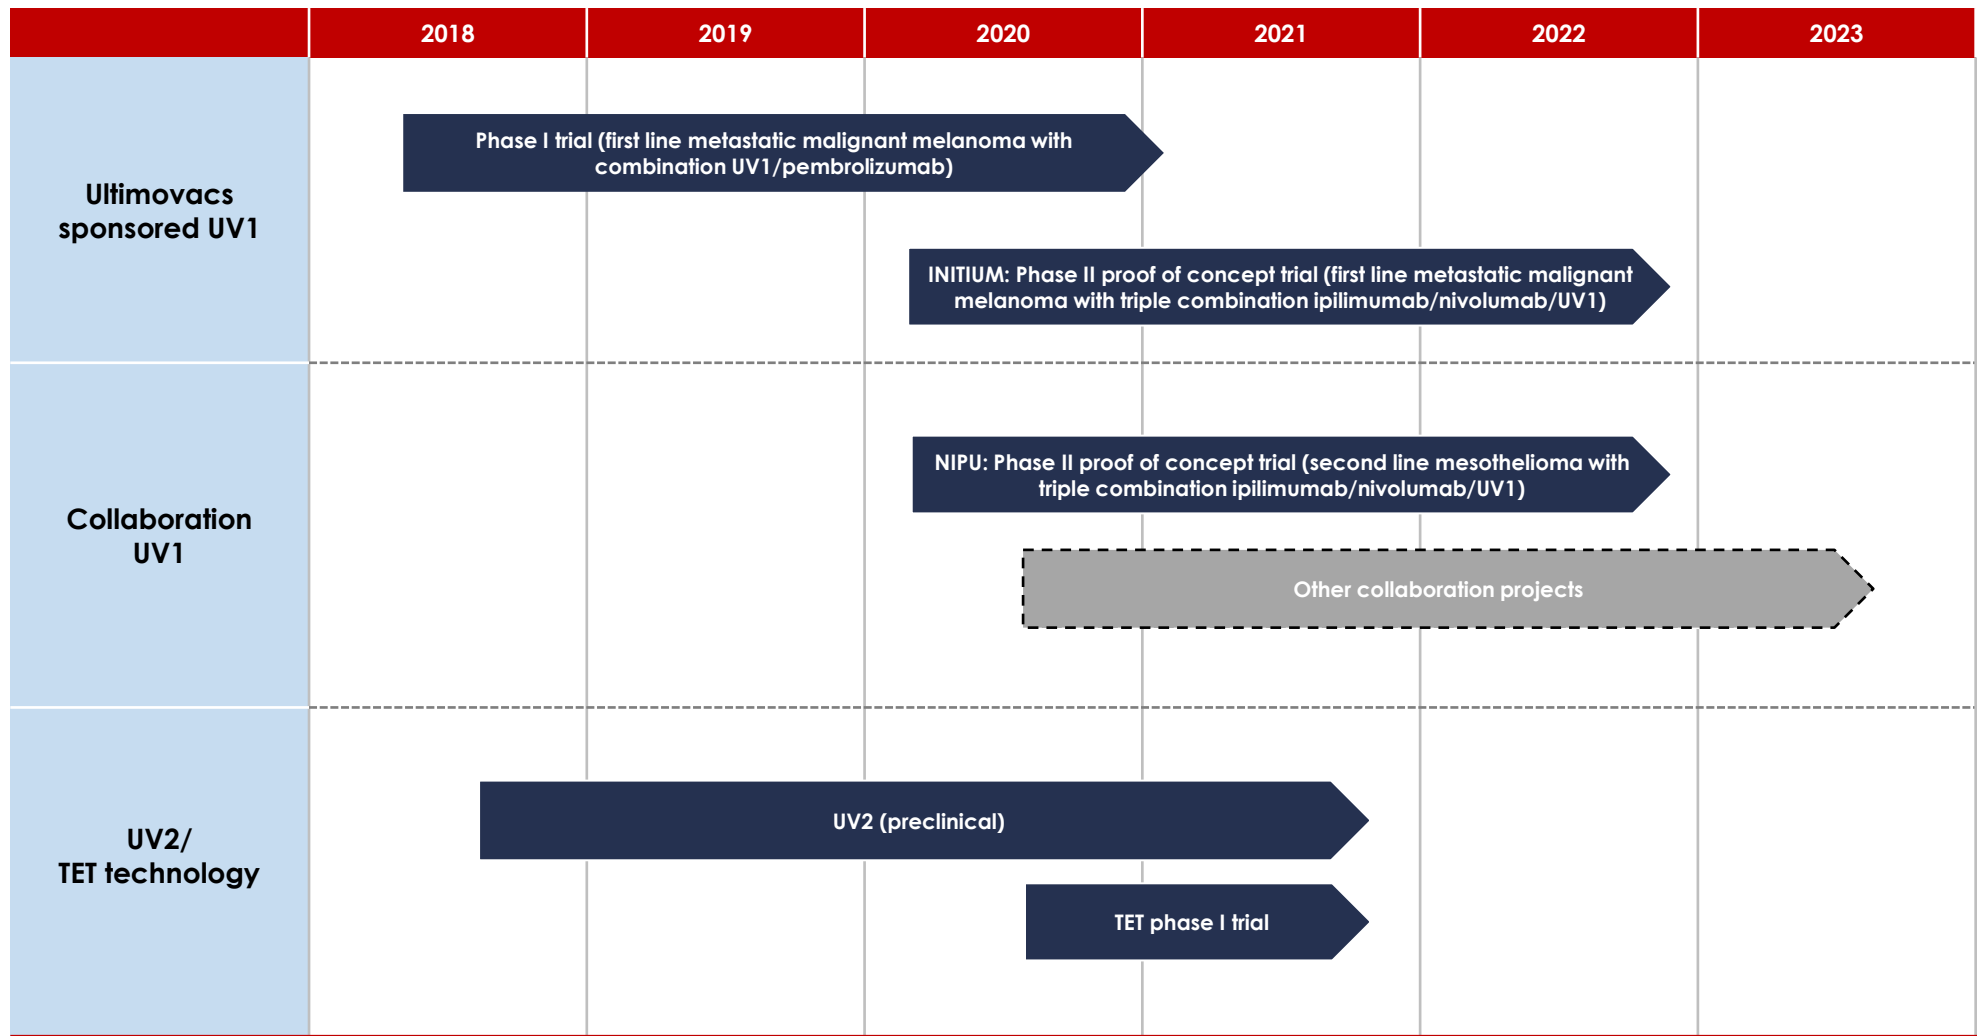 2018 2019 2020 2021 2022 2023
Ultimovacs
sponsored UV1
Phase I trial (first line metastatic malignant melanoma with
combination UV1/pembrolizumab)
INITIUM: Phase II proof of concept trial (first line metastatic malignant
melanoma with triple combination ipilimumab/nivolumab/UV1)
Collaboration
UV1
NIPU: Phase II proof of concept trial (second line mesothelioma with
triple combination ipilimumab/nivolumab/UV1)
Other collaboration projects
UV2/
TET technology
UV2 (preclinical)
TET phase I trial